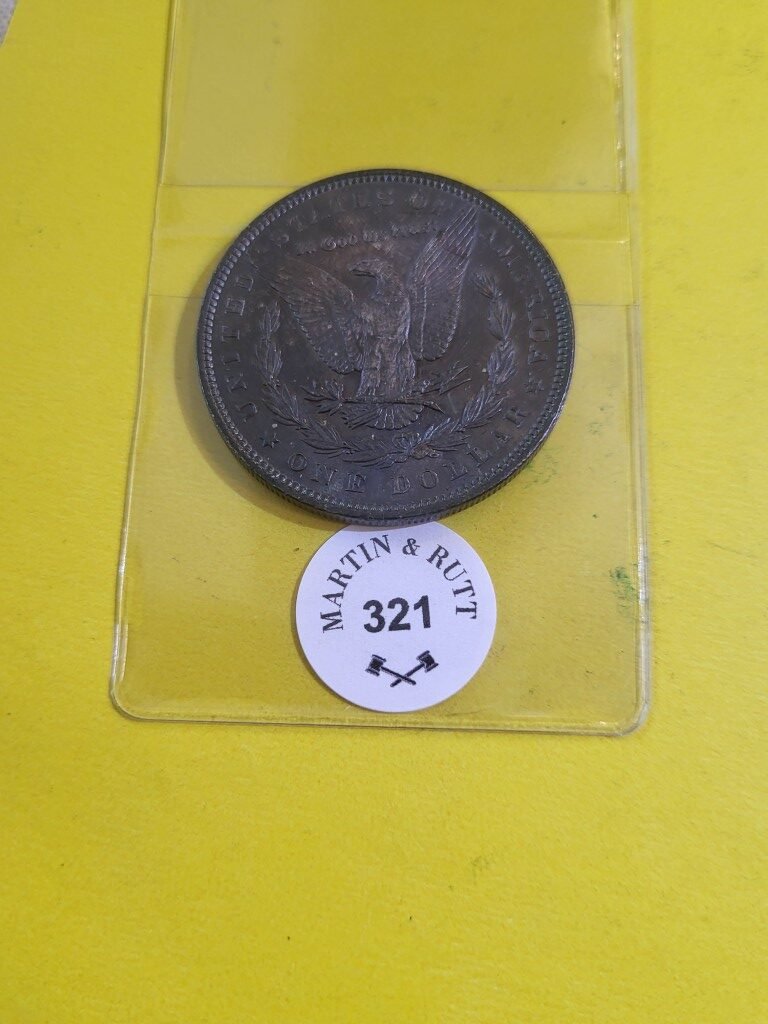 UNITED STATES OF AMERICA
In God We Trust
ONE DOLLAR
MARTIN & RUTT
321